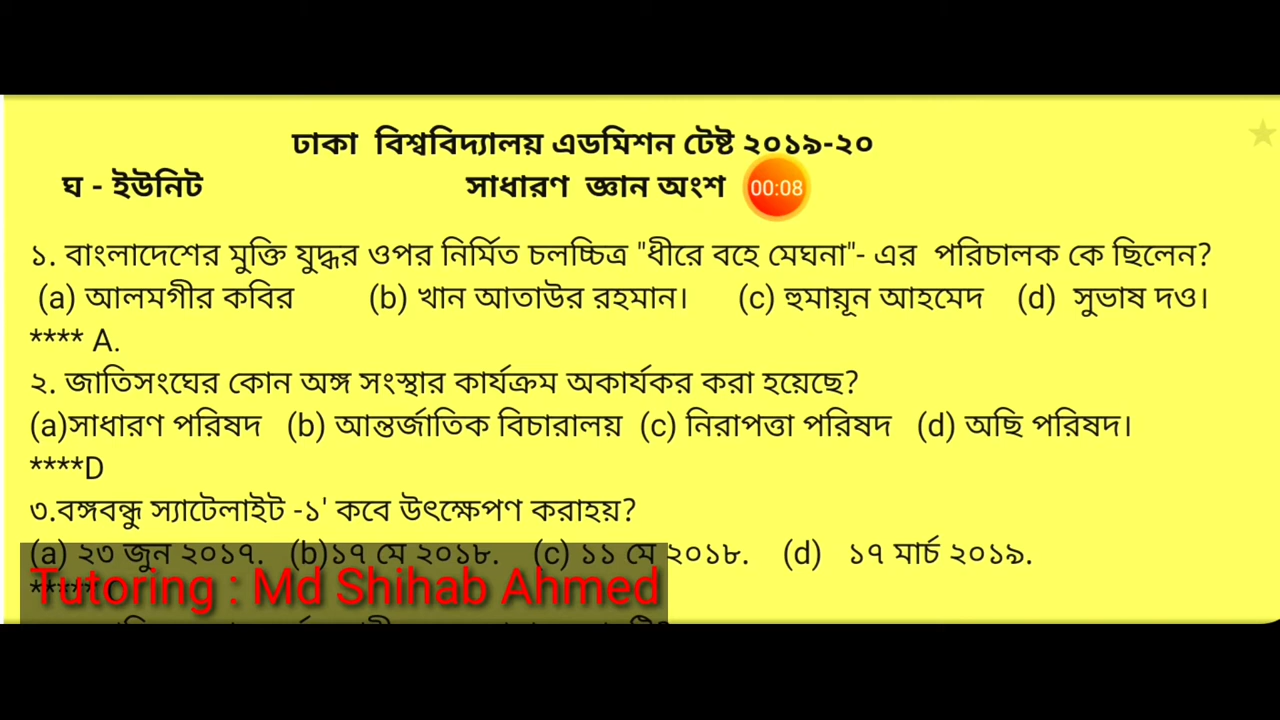 ঢাকা বিশ্ববিদ্যালয় এডমিশন টেষ্ট ২০১৯-২০
ঘ - ইউনিট সাধারণ জ্ঞান অংশ 00:08
১. বাংলাদেশের মুক্তি যুদ্ধর ওপর নির্মিত চলচ্চিত্র "ধীরে বহে মেঘনা"- এর পরিচালক কে ছিলেন?
(a) আলমগীর কবির (b) খান আতাউর রহমান। (c) হুমায়ূন আহমেদ (d) সুভাষ দও।
**** A.
২. জাতিসংঘের কোন অঙ্গ সংস্থার কার্যক্রম অকার্যকর করা হয়েছে?
(a)সাধারণ পরিষদ (b) আন্তর্জাতিক বিচারালয় (c) নিরাপত্তা পরিষদ (d) অছি পরিষদ।
****D
৩.বঙ্গবন্ধু স্যাটেলাইট -১' কবে উৎক্ষেপণ করাহয়?
(a) ২৩ জুন ২০১৭. (b)১৭ মে ২০১৮. (c) ১১ মে ২০১৮. (d) ১৭ মার্চ ২০১৯.
Tutoring : Md Shihab Ahmed